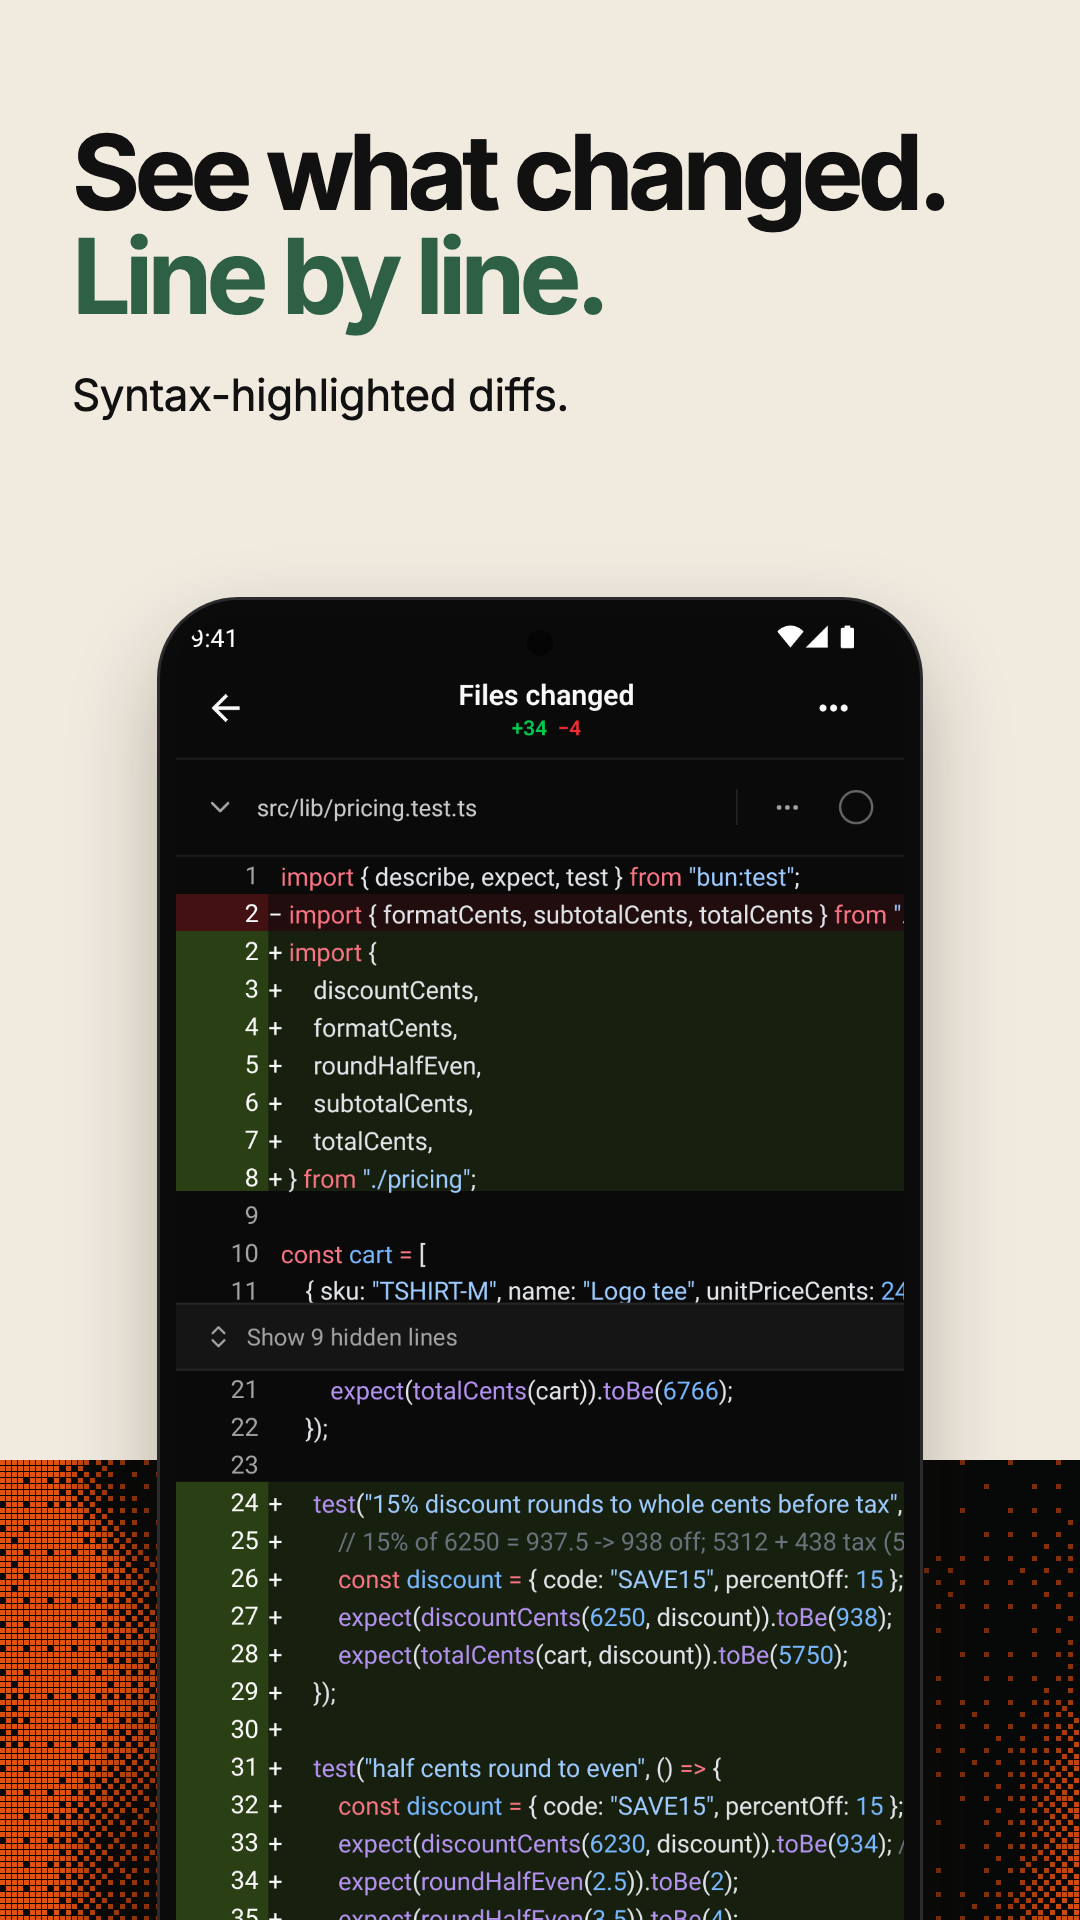 See what changed.
Line by line.
Syntax-highlighted diffs.
9:41
Files changed
+34 −4
src/lib/pricing.test.ts
1 import { describe, expect, test } from "bun:test";
2 − import { formatCents, subtotalCents, totalCents } from ".
2 + import {
3 + discountCents,
4 + formatCents,
5 + roundHalfEven,
6 + subtotalCents,
7 + totalCents,
8 + } from "./pricing";
9
10 const cart = [
11 { sku: "TSHIRT-M", name: "Logo tee", unitPriceCents: 24
Show 9 hidden lines
21 expect(totalCents(cart)).toBe(6766);
22 });
23
24 + test("15% discount rounds to whole cents before tax",
25 + // 15% of 6250 = 937.5 -> 938 off; 5312 + 438 tax (5
26 + const discount = { code: "SAVE15", percentOff: 15 };
27 + expect(discountCents(6250, discount)).toBe(938);
28 + expect(totalCents(cart, discount)).toBe(5750);
29 + });
30 +
31 + test("half cents round to even", () => {
32 + const discount = { code: "SAVE15", percentOff: 15 };
33 + expect(discountCents(6230, discount)).toBe(934); /
34 + expect(roundHalfEven(2.5)).toBe(2);
35 + expect(roundHalfEven(3.5)).toBe(4);